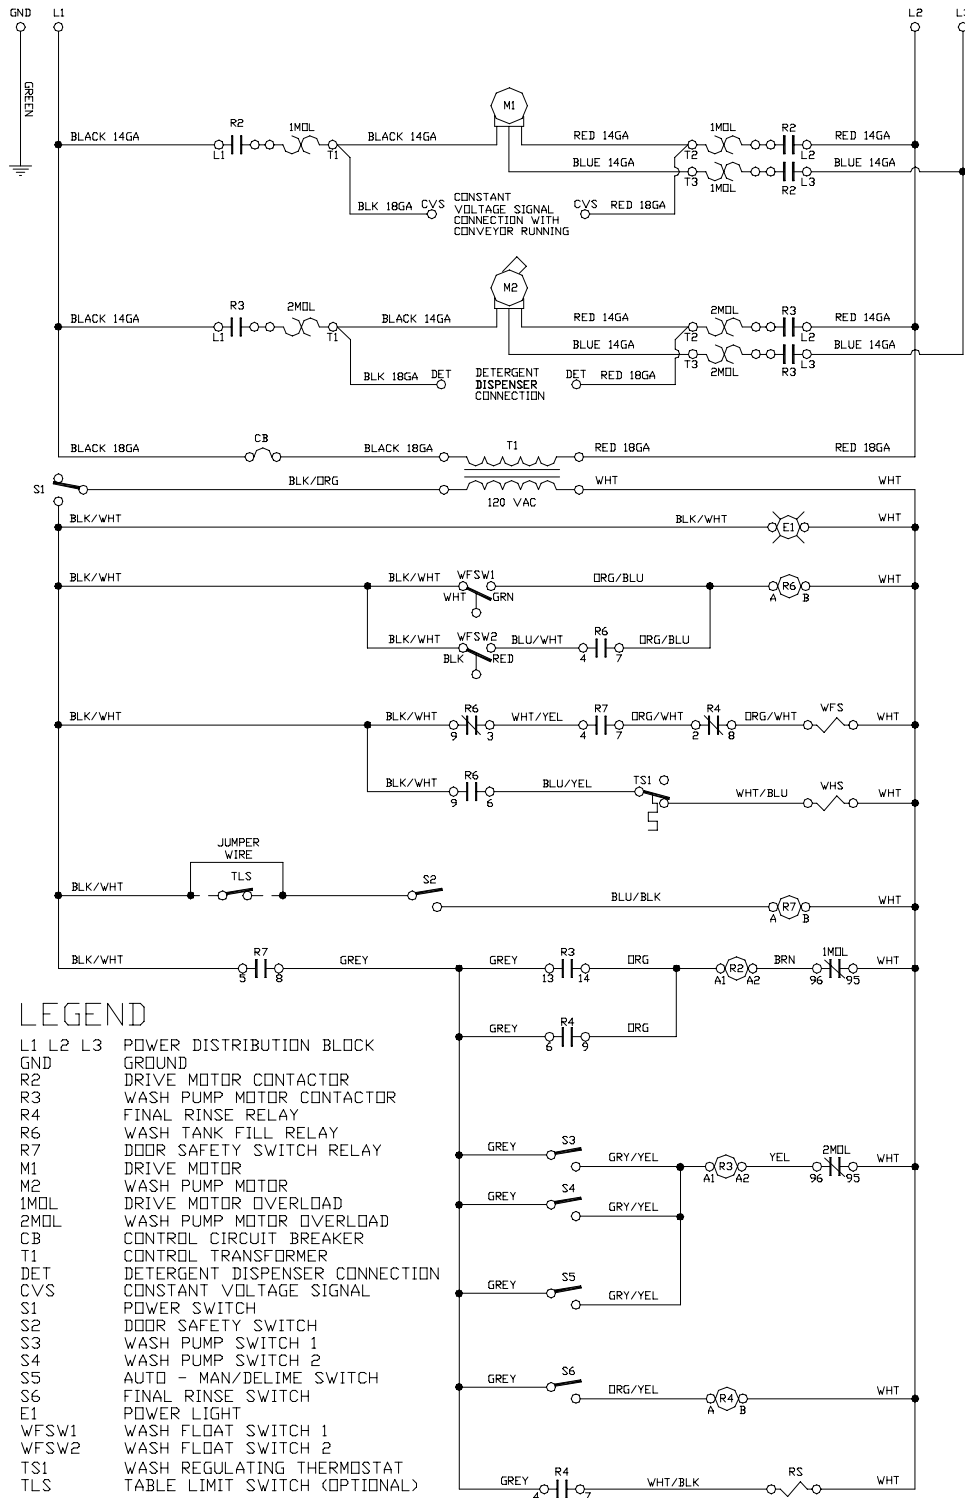 GND L1 L2 L3
GREEN
BLACK 14GA L1 R2 1MOL T1 BLACK 14GA M1 RED 14GA T2 1MOL R2 L2 RED 14GA
BLUE 14GA T3 1MOL R2 L3 BLUE 14GA
BLK 18GA CVS CONSTANT VOLTAGE SIGNAL CONNECTION WITH CONVEYOR RUNNING CVS RED 18GA
BLACK 14GA L1 R3 2MOL T1 BLACK 14GA M2 RED 14GA T2 2MOL R3 L2 RED 14GA
BLUE 14GA T3 2MOL R3 L3 BLUE 14GA
BLK 18GA DET DETERGENT DISPENSER CONNECTION DET RED 18GA
BLACK 18GA CB BLACK 18GA T1 RED 18GA RED 18GA
S1 BLK/ORG 120 VAC WHT WHT
BLK/WHT BLK/WHT E1 WHT
BLK/WHT BLK/WHT WFSW1 WHT GRN ORG/BLU A R6 B WHT
BLK/WHT WFSW2 BLK RED BLU/WHT 4 R6 7 ORG/BLU
BLK/WHT BLK/WHT 9 R6 3 WHT/YEL 4 R7 7 ORG/WHT 2 R4 8 ORG/WHT WFS WHT
BLK/WHT 9 R6 6 BLU/YEL TS1 WHT/BLU WHS WHT
JUMPER WIRE
BLK/WHT TLS S2 BLU/BLK A R7 B WHT
BLK/WHT 5 R7 8 GREY GREY 13 R3 14 ORG A1 R2 A2 BRN 96 1MOL 95 WHT
GREY 6 R4 9 ORG
GREY S3 GRY/YEL A1 R3 A2 YEL 96 2MOL 95 WHT
GREY S4 GRY/YEL
GREY S5 GRY/YEL
GREY S6 ORG/YEL A R4 B WHT
GREY 4 R4 7 WHT/BLK RS WHT
LEGEND
L1 L2 L3 POWER DISTRIBUTION BLOCK
GND GROUND
R2 DRIVE MOTOR CONTACTOR
R3 WASH PUMP MOTOR CONTACTOR
R4 FINAL RINSE RELAY
R6 WASH TANK FILL RELAY
R7 DOOR SAFETY SWITCH RELAY
M1 DRIVE MOTOR
M2 WASH PUMP MOTOR
1MOL DRIVE MOTOR OVERLOAD
2MOL WASH PUMP MOTOR OVERLOAD
CB CONTROL CIRCUIT BREAKER
T1 CONTROL TRANSFORMER
DET DETERGENT DISPENSER CONNECTION
CVS CONSTANT VOLTAGE SIGNAL
S1 POWER SWITCH
S2 DOOR SAFETY SWITCH
S3 WASH PUMP SWITCH 1
S4 WASH PUMP SWITCH 2
S5 AUTO - MAN/DELIME SWITCH
S6 FINAL RINSE SWITCH
E1 POWER LIGHT
WFSW1 WASH FLOAT SWITCH 1
WFSW2 WASH FLOAT SWITCH 2
TS1 WASH REGULATING THERMOSTAT
TLS TABLE LIMIT SWITCH (OPTIONAL)